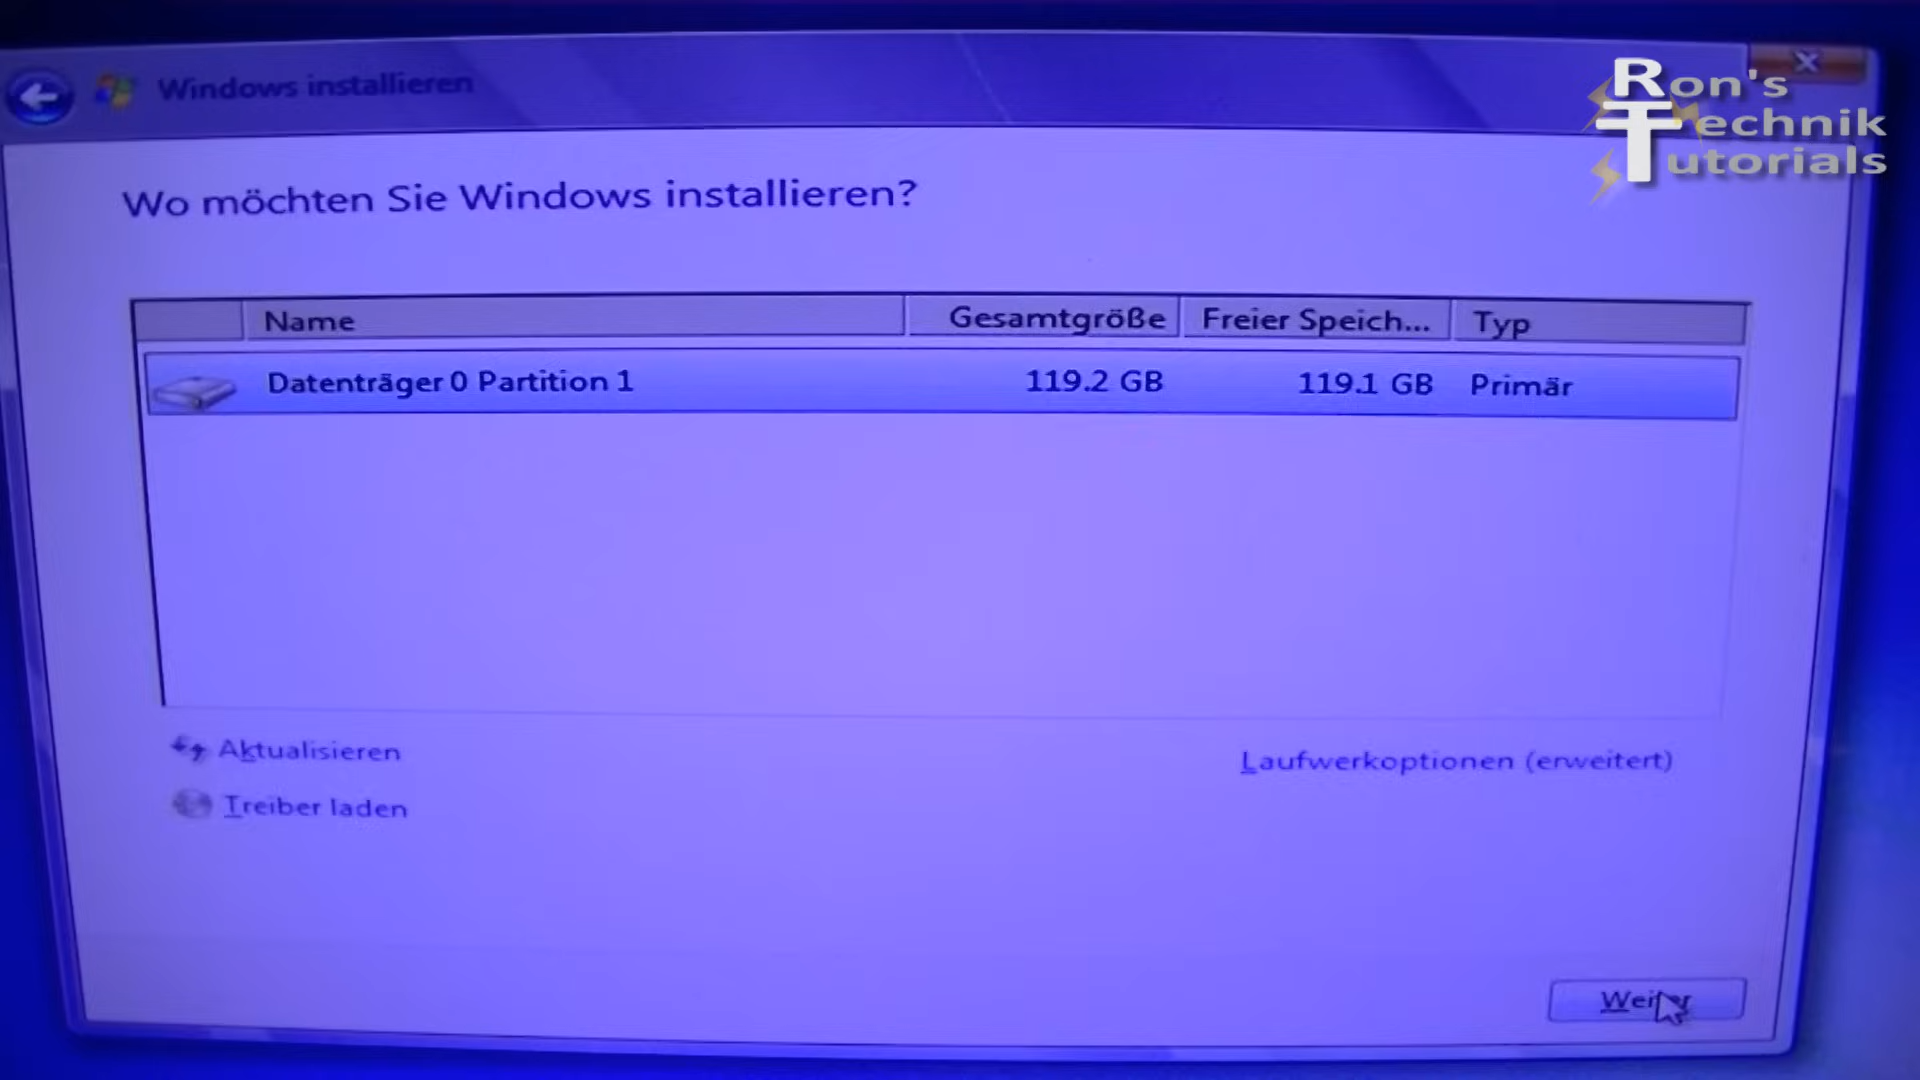 Windows installieren
Ron's
Technik
Tutorials
Wo möchten Sie Windows installieren?
Name Gesamtgröße Freier Speich... Typ
Datenträger 0 Partition 1 119.2 GB 119.1 GB Primär
Aktualisieren
Laufwerkoptionen (erweitert)
Treiber laden
Weiter